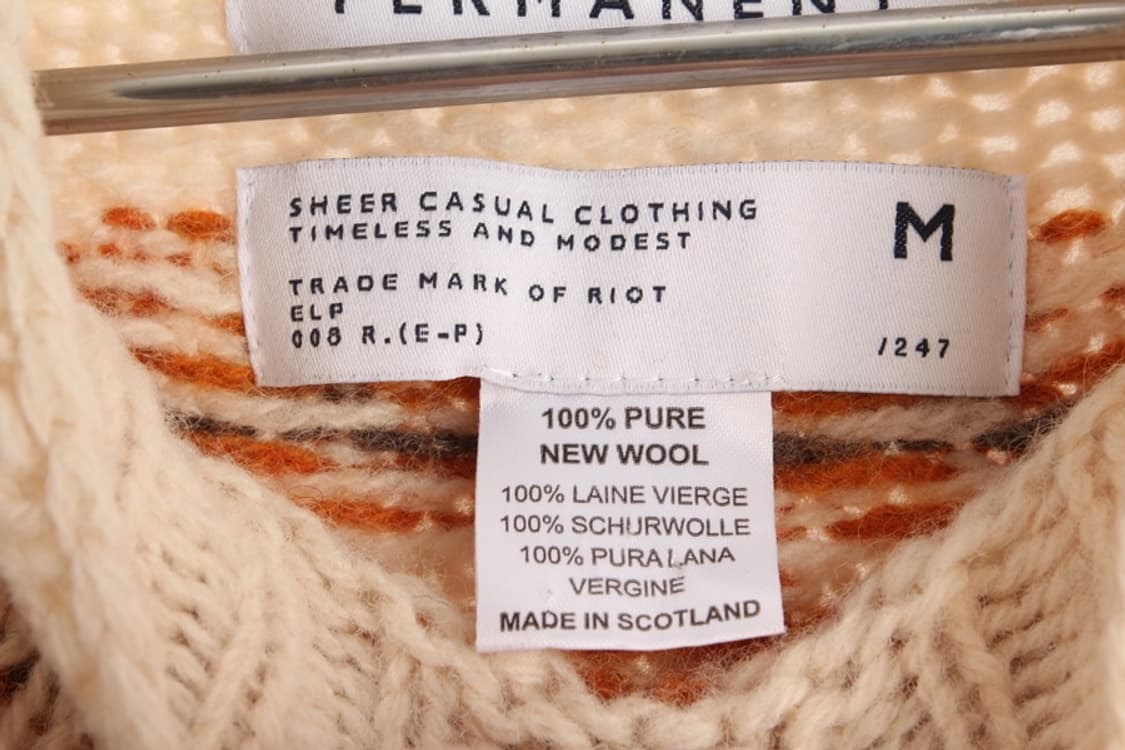 PERMANENT
SHEER CASUAL CLOTHING
TIMELESS AND MODEST
M
TRADE MARK OF RIOT
ELP
008 R.(E-P)
/247
100% PURE
NEW WOOL
100% LAINE VIERGE
100% SCHURWOLLE
100% PURA LANA
VERGINE
MADE IN SCOTLAND